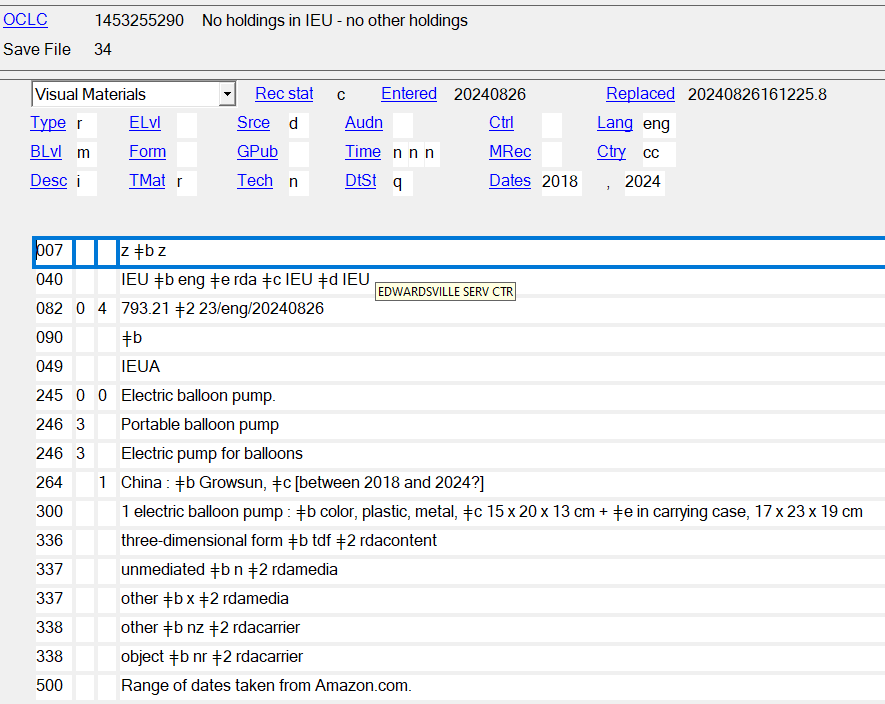 OCLC 1453255290 No holdings in IEU - no other holdings
Save File 34
Visual Materials Rec stat c Entered 20240826 Replaced 20240826161225.8
Type r ELvl Srce d Audn Ctrl Lang eng
BLvl m Form GPub Time n n n MRec Ctry cc
Desc i TMat r Tech n DtSt q Dates 2018 , 2024
007 z ǂb z
040 IEU ǂb eng ǂe rda ǂc IEU ǂd IEU
EDWARDSVILLE SERV CTR
082 0 4 793.21 ǂ2 23/eng/20240826
090 ǂb
049 IEUA
245 0 0 Electric balloon pump.
246 3 Portable balloon pump
246 3 Electric pump for balloons
264 1 China : ǂb Growsun, ǂc [between 2018 and 2024?]
300 1 electric balloon pump : ǂb color, plastic, metal, ǂc 15 x 20 x 13 cm + ǂe in carrying case, 17 x 23 x 19 cm
336 three-dimensional form ǂb tdf ǂ2 rdacontent
337 unmediated ǂb n ǂ2 rdamedia
337 other ǂb x ǂ2 rdamedia
338 other ǂb nz ǂ2 rdacarrier
338 object ǂb nr ǂ2 rdacarrier
500 Range of dates taken from Amazon.com.